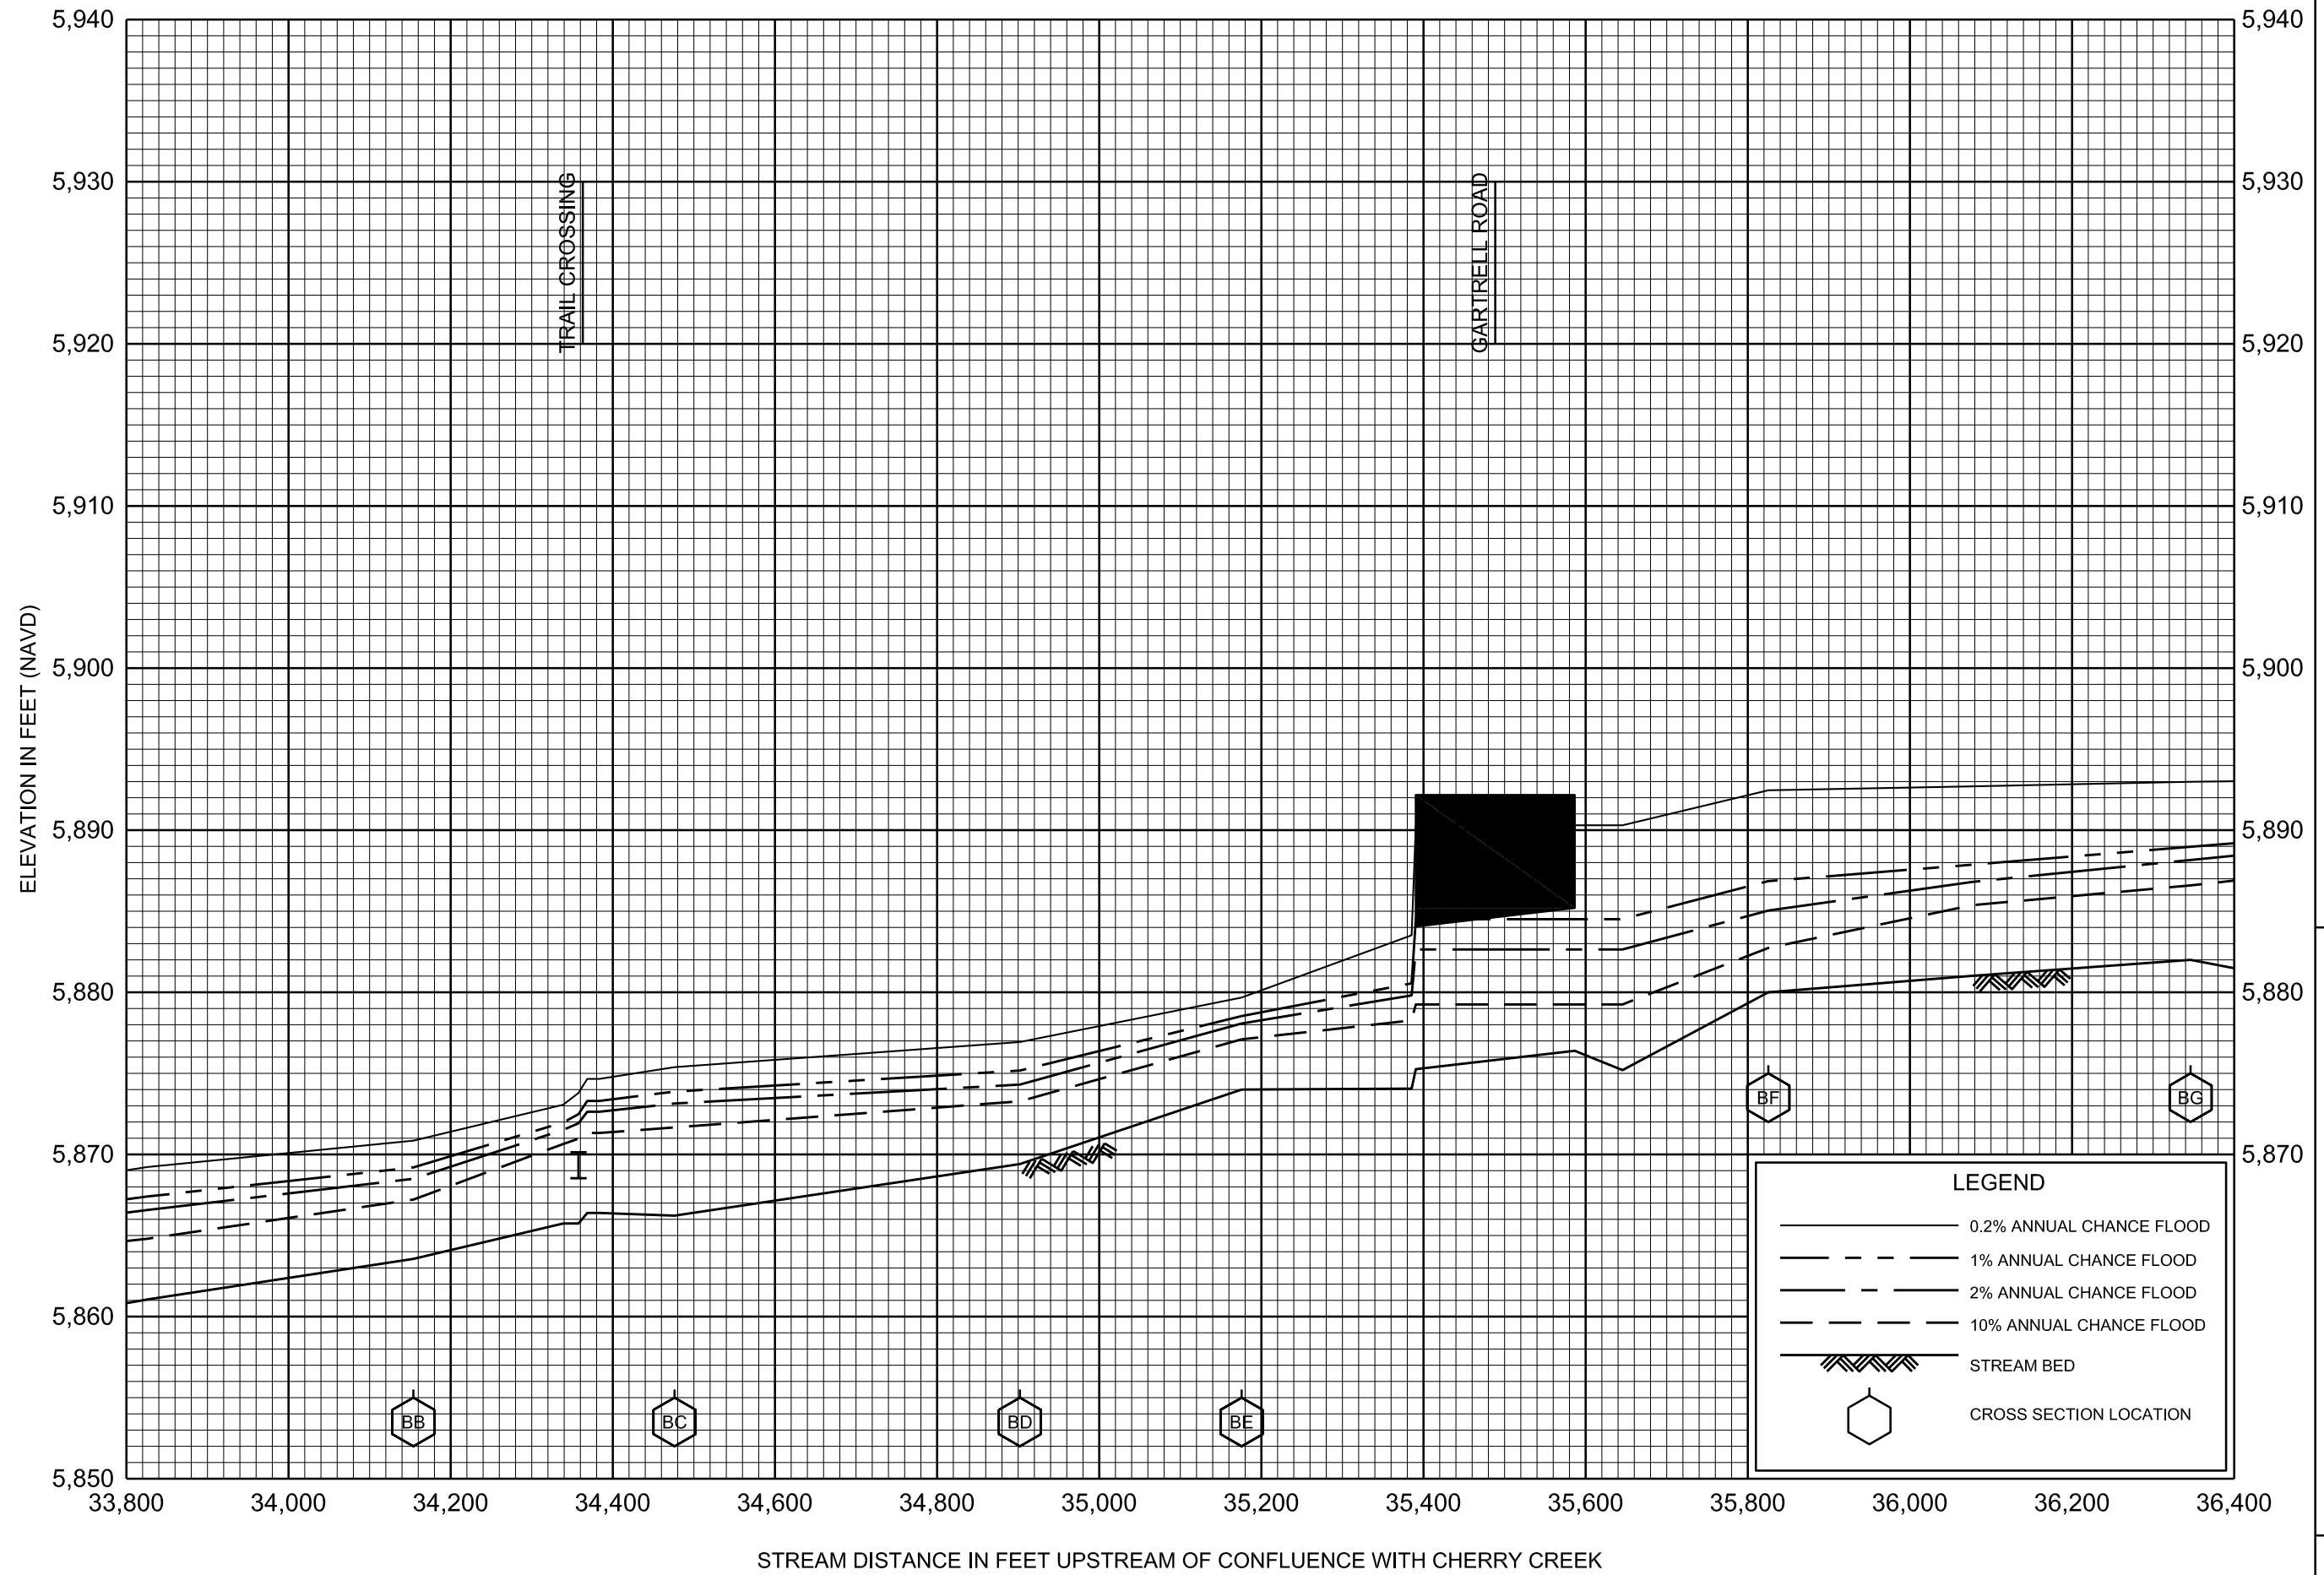 5,940
5,940
5,930
5,930
5,920
5,920
5,910
5,910
5,900
5,900
5,890
5,890
5,880
5,880
5,870
5,870
5,860
5,850
ELEVATION IN FEET (NAVD)
TRAIL CROSSING
GARTRELL ROAD
BB
BC
BD
BE
BF
BG
LEGEND
0.2% ANNUAL CHANCE FLOOD
1% ANNUAL CHANCE FLOOD
2% ANNUAL CHANCE FLOOD
10% ANNUAL CHANCE FLOOD
STREAM BED
CROSS SECTION LOCATION
33,800 34,000 34,200 34,400 34,600 34,800 35,000 35,200 35,400 35,600 35,800 36,000 36,200 36,400
STREAM DISTANCE IN FEET UPSTREAM OF CONFLUENCE WITH CHERRY CREEK